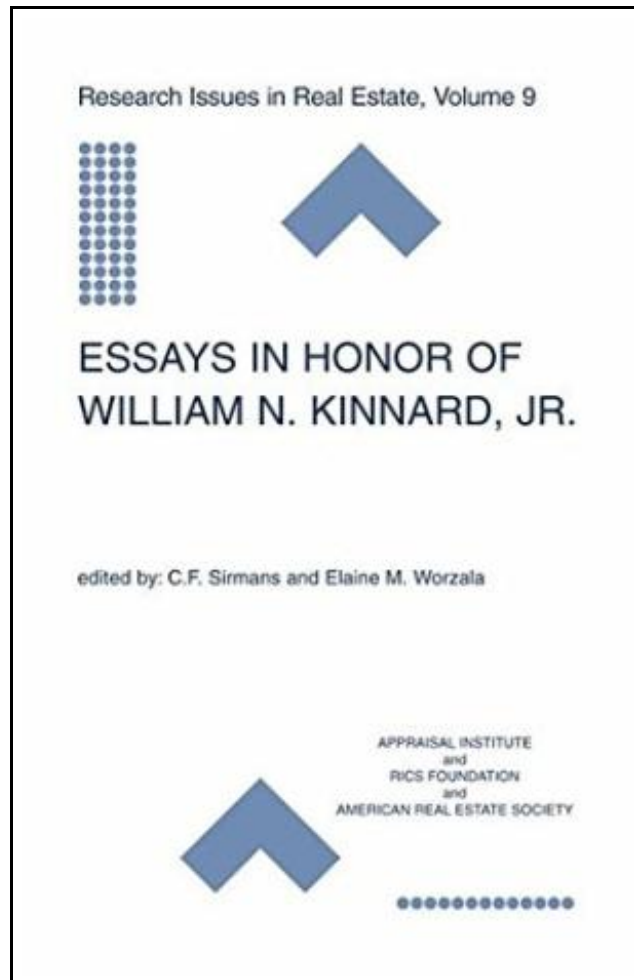 Research Issues in Real Estate, Volume 9
ESSAYS IN HONOR OF
WILLIAM N. KINNARD, JR.
edited by: C.F. Sirmans and Elaine M. Worzala
APPRAISAL INSTITUTE
and
RICS FOUNDATION
and
AMERICAN REAL ESTATE SOCIETY